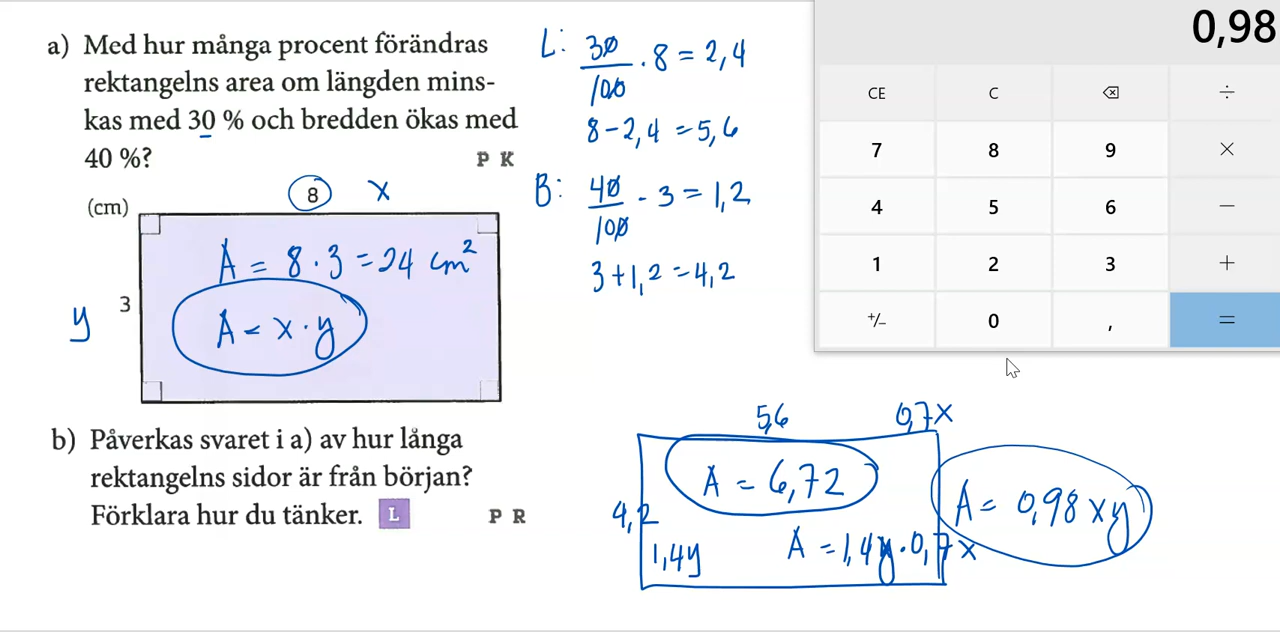 a) Med hur många procent förändras
rektangelns area om längden mins-
kas med 30 % och bredden ökas med
40 %?
P K
(cm)
8 x
A = 8 · 3 = 24 cm²
y 3
A = x · y
b) Påverkas svaret i a) av hur långa
rektangelns sidor är från början?
Förklara hur du tänker. L P R
L: 30/100 · 8 = 2,4
8 - 2,4 = 5,6
B: 40/100 - 3 = 1,2
3 + 1,2 = 4,2
0,98
CE C ⌫ ÷
7 8 9 ×
4 5 6 −
1 2 3 +
+/− 0 , =
5,6 0,7x
A = 6,72
4,2
1,4y A = 1,4y · 0,7x
A = 0,98 xy